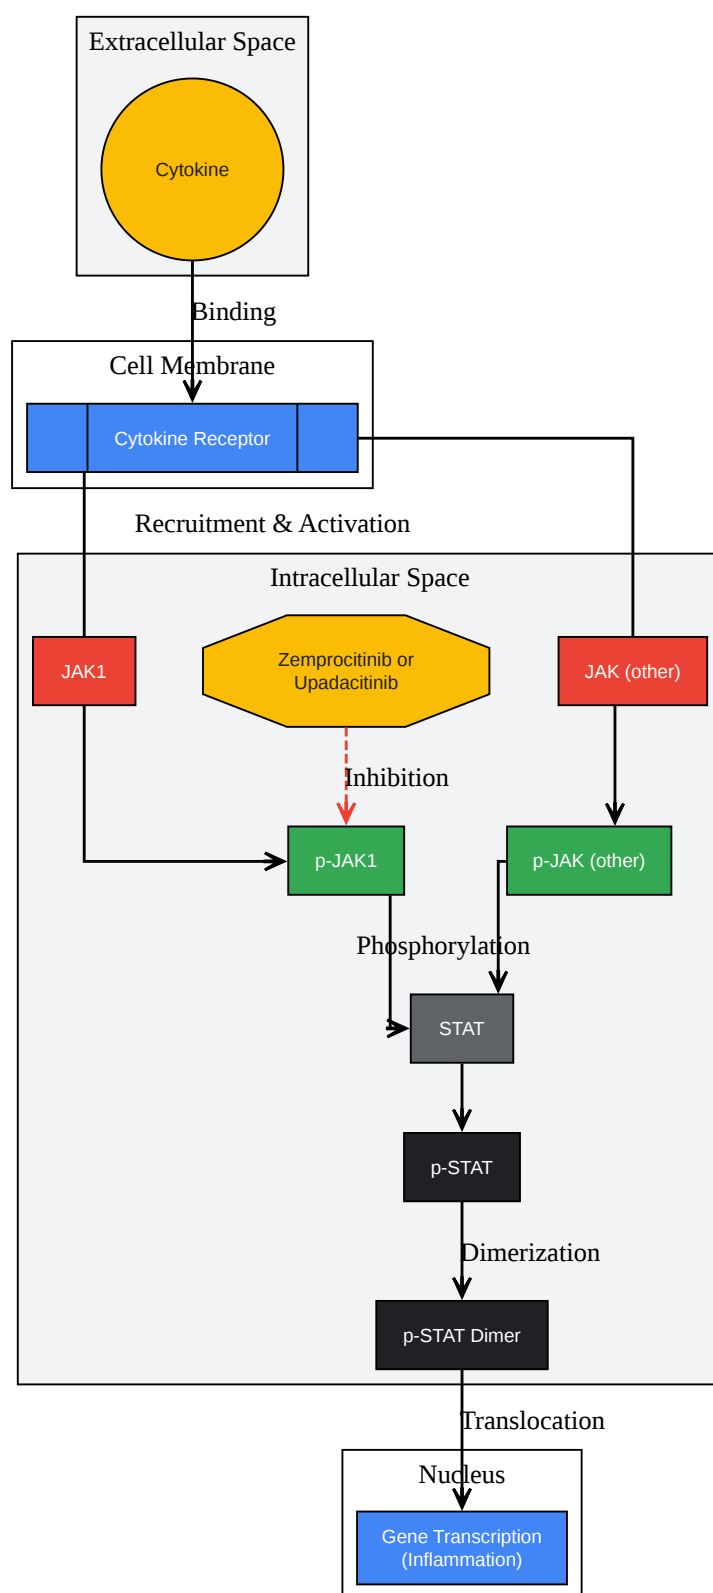 Extracellular Space
Cytokine
Binding
Cell Membrane
Cytokine Receptor
Recruitment & Activation
Intracellular Space
JAK1
Zemprocitinib or
Upadacitinib
JAK (other)
Inhibition
p-JAK1
p-JAK (other)
Phosphorylation
STAT
p-STAT
Dimerization
p-STAT Dimer
Translocation
Nucleus
Gene Transcription
(Inflammation)